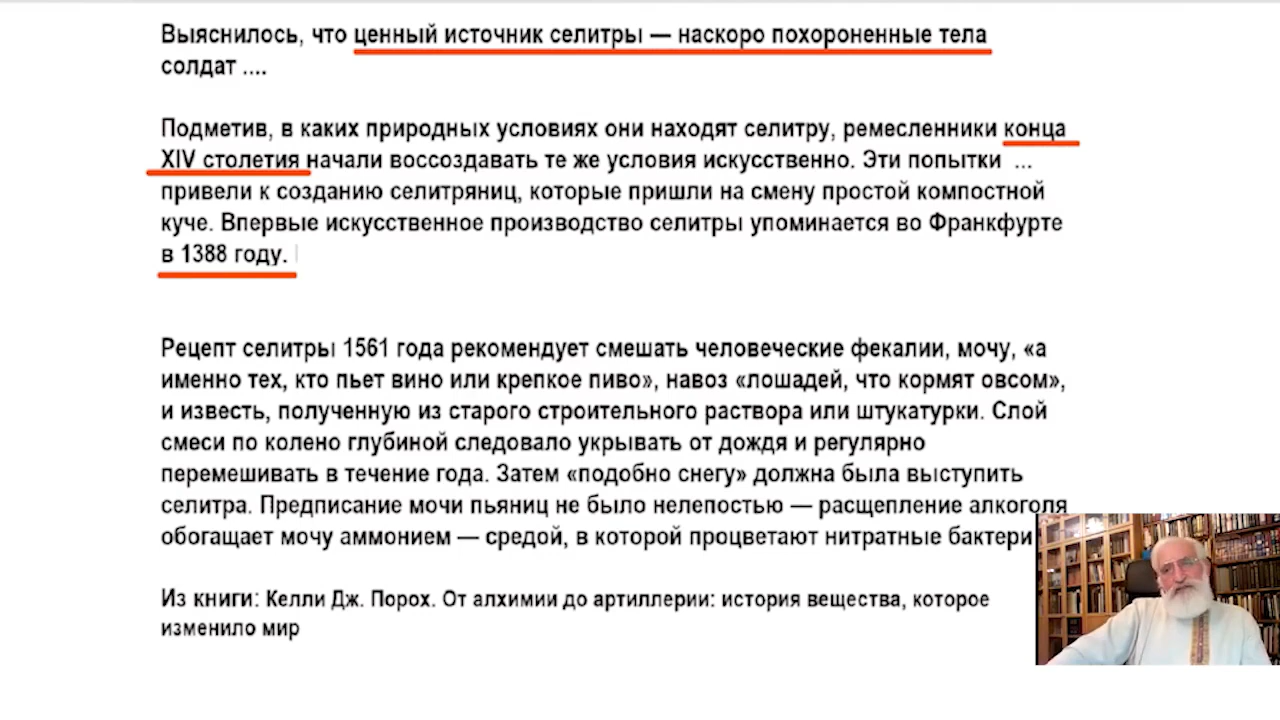 Выяснилось, что ценный источник селитры — наскоро похороненные тела
солдат ....
Подметив, в каких природных условиях они находят селитру, ремесленники конца
XIV столетия начали воссоздавать те же условия искусственно. Эти попытки ...
привели к созданию селитряниц, которые пришли на смену простой компостной
куче. Впервые искусственное производство селитры упоминается во Франкфурте
в 1388 году.
Рецепт селитры 1561 года рекомендует смешать человеческие фекалии, мочу, «а
именно тех, кто пьет вино или крепкое пиво», навоз «лошадей, что кормят овсом»,
и известь, полученную из старого строительного раствора или штукатурки. Слой
смеси по колено глубиной следовало укрывать от дождя и регулярно
перемешивать в течение года. Затем «подобно снегу» должна была выступить
селитра. Предписание мочи пьяниц не было нелепостью — расщепление алкоголя
обогащает мочу аммонием — средой, в которой процветают нитратные бактери
Из книги: Келли Дж. Порох. От алхимии до артиллерии: история вещества, которое
изменило мир